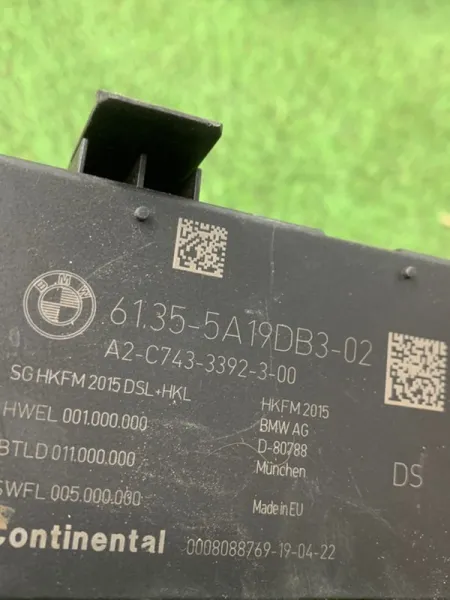 BMW
61.35-5A19DB3-02
A2-C743-3392-3-00
SG HKFM 2015 DSL+HKL
HWEL 001.000.000
BTLD 011.000.000
SWFL 005.000.000
HKFM 2015
BMW AG
D-80788
München
Made in EU
DS
Continental 0008088769-19-04-22